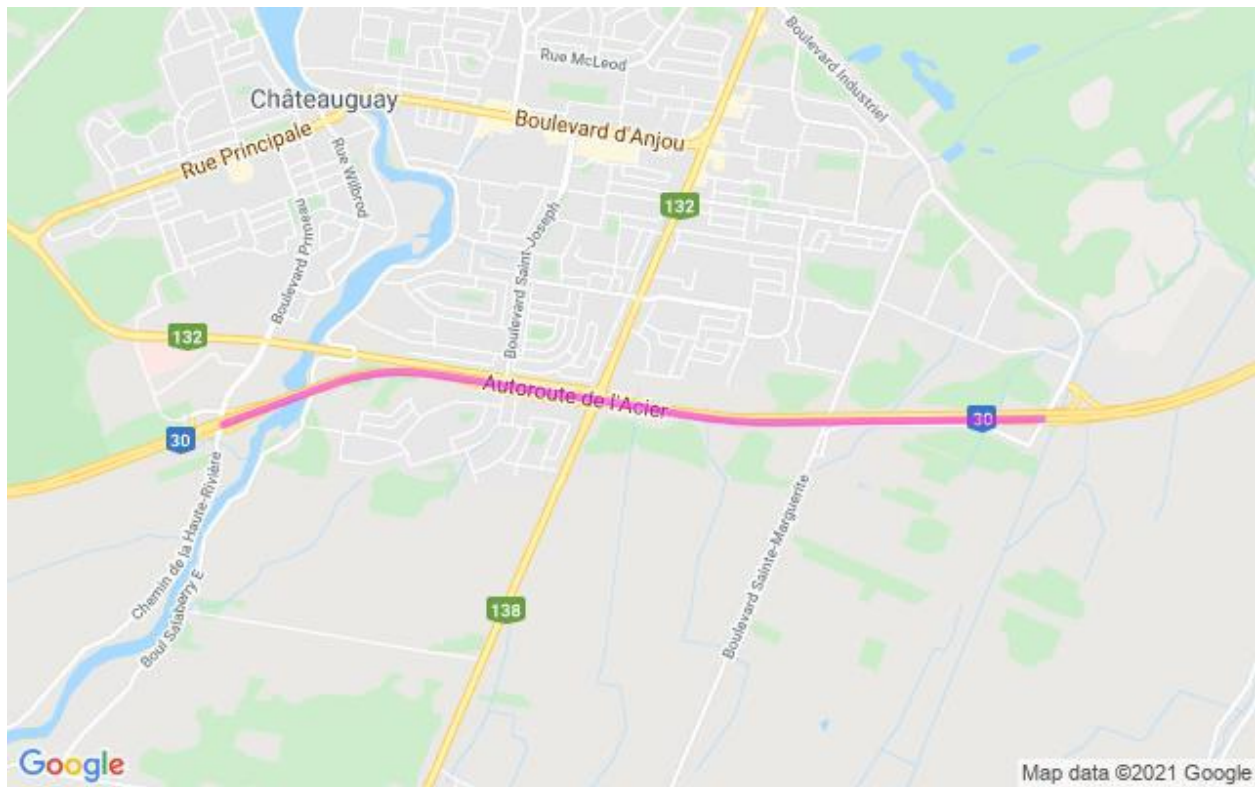 Boulevard Industriel
Rue McLeod
Châteauguay
Boulevard d'Anjou
Rue Principale
Rue Wilbrod
132
Boulevard Primeau
Boulevard Saint-Joseph
132
Autoroute de l'Acier
30
30
Chemin de la Haute-Rivière
Boulevard Sainte-Marguerite
Boul Salaberry E
138
Google
Map data ©2021 Google